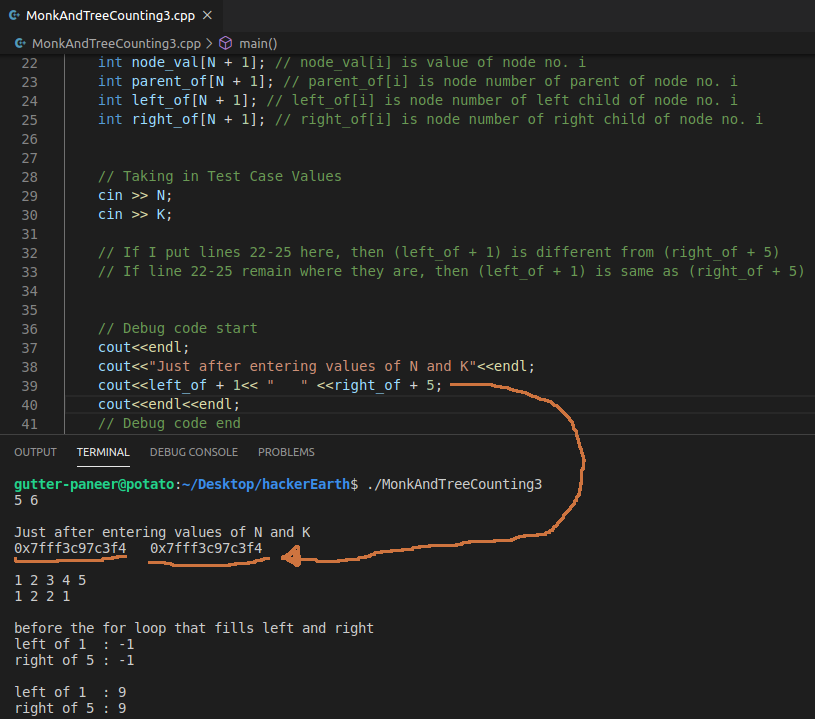 MonkAndTreeCounting3.cpp ×
MonkAndTreeCounting3.cpp > main()
22 int node_val[N + 1]; // node_val[i] is value of node no. i
23 int parent_of[N + 1]; // parent_of[i] is node number of parent of node no. i
24 int left_of[N + 1]; // left_of[i] is node number of left child of node no. i
25 int right_of[N + 1]; // right_of[i] is node number of right child of node no. i
26
27
28 // Taking in Test Case Values
29 cin >> N;
30 cin >> K;
31
32 // If I put lines 22-25 here, then (left_of + 1) is different from (right_of + 5)
33 // If line 22-25 remain where they are, then (left_of + 1) is same as (right_of + 5)
34
35
36 // Debug code start
37 cout<<endl;
38 cout<<"Just after entering values of N and K"<<endl;
39 cout<<left_of + 1<< "   " <<right_of + 5;
40 cout<<endl<<endl;
41 // Debug code end
OUTPUT TERMINAL DEBUG CONSOLE PROBLEMS
gutter-paneer@potato:~/Desktop/hackerEarth$ ./MonkAndTreeCounting3
5 6
Just after entering values of N and K
0x7fff3c97c3f4   0x7fff3c97c3f4
1 2 3 4 5
1 2 2 1
before the for loop that fills left and right
left of 1  : -1
right of 5 : -1
left of 1  : 9
right of 5 : 9